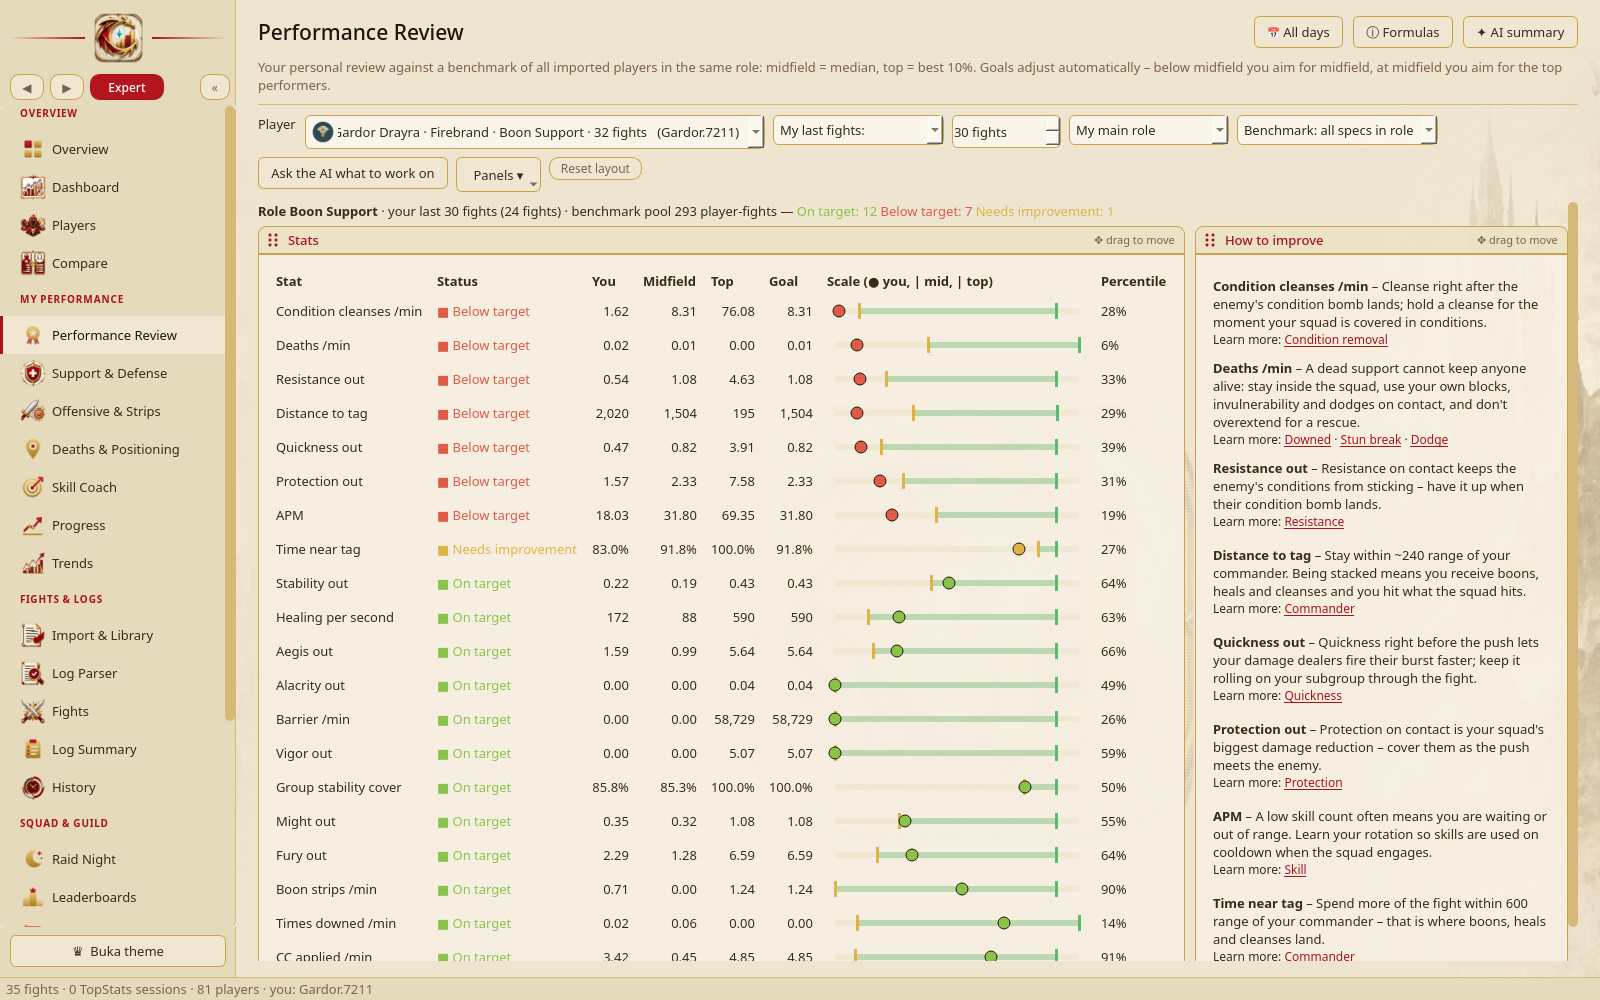 Performance Review
📅 All days
ⓘ Formulas
✦ AI summary
◀ ▶ Expert «
Your personal review against a benchmark of all imported players in the same role: midfield = median, top = best 10%. Goals adjust automatically – below midfield you aim for midfield, at midfield you aim for the top
performers.
OVERVIEW
Overview
Dashboard
Players
Compare
MY PERFORMANCE
Performance Review
Support & Defense
Offensive & Strips
Deaths & Positioning
Skill Coach
Progress
Trends
FIGHTS & LOGS
Import & Library
Log Parser
Fights
Log Summary
History
SQUAD & GUILD
Raid Night
Leaderboards
♛ Buka theme
Player
Gardor Drayra · Firebrand · Boon Support · 32 fights (Gardor.7211)
My last fights:
30 fights
My main role
Benchmark: all specs in role
Ask the AI what to work on
Panels ▾
Reset layout
Role Boon Support · your last 30 fights (24 fights) · benchmark pool 293 player-fights — On target: 12 Below target: 7 Needs improvement: 1
Stats
✥ drag to move
Stat Status You Midfield Top Goal Scale (● you, | mid, | top) Percentile
Condition cleanses /min ■ Below target 1.62 8.31 76.08 8.31 28%
Deaths /min ■ Below target 0.02 0.01 0.00 0.01 6%
Resistance out ■ Below target 0.54 1.08 4.63 1.08 33%
Distance to tag ■ Below target 2,020 1,504 195 1,504 29%
Quickness out ■ Below target 0.47 0.82 3.91 0.82 39%
Protection out ■ Below target 1.57 2.33 7.58 2.33 31%
APM ■ Below target 18.03 31.80 69.35 31.80 19%
Time near tag ■ Needs improvement 83.0% 91.8% 100.0% 91.8% 27%
Stability out ■ On target 0.22 0.19 0.43 0.43 64%
Healing per second ■ On target 172 88 590 590 63%
Aegis out ■ On target 1.59 0.99 5.64 5.64 66%
Alacrity out ■ On target 0.00 0.00 0.04 0.04 49%
Barrier /min ■ On target 0.00 0.00 58,729 58,729 26%
Vigor out ■ On target 0.00 0.00 5.07 5.07 59%
Group stability cover ■ On target 85.8% 85.3% 100.0% 100.0% 50%
Might out ■ On target 0.35 0.32 1.08 1.08 55%
Fury out ■ On target 2.29 1.28 6.59 6.59 64%
Boon strips /min ■ On target 0.71 0.00 1.24 1.24 90%
Times downed /min ■ On target 0.02 0.06 0.00 0.00 14%
CC applied /min ■ On target 3.42 0.45 4.85 4.85 91%
How to improve
✥ drag to move
Condition cleanses /min – Cleanse right after the
enemy's condition bomb lands; hold a cleanse for the
moment your squad is covered in conditions.
Learn more: Condition removal
Deaths /min – A dead support cannot keep anyone
alive: stay inside the squad, use your own blocks,
invulnerability and dodges on contact, and don't
overextend for a rescue.
Learn more: Downed · Stun break · Dodge
Resistance out – Resistance on contact keeps the
enemy's conditions from sticking – have it up when
their condition bomb lands.
Learn more: Resistance
Distance to tag – Stay within ~240 range of your
commander. Being stacked means you receive boons,
heals and cleanses and you hit what the squad hits.
Learn more: Commander
Quickness out – Quickness right before the push lets
your damage dealers fire their burst faster; keep it
rolling on your subgroup through the fight.
Learn more: Quickness
Protection out – Protection on contact is your squad's
biggest damage reduction – cover them as the push
meets the enemy.
Learn more: Protection
APM – A low skill count often means you are waiting or
out of range. Learn your rotation so skills are used on
cooldown when the squad engages.
Learn more: Skill
Time near tag – Spend more of the fight within 600
range of your commander – that is where boons, heals
and cleanses land.
Learn more: Commander
35 fights · 0 TopStats sessions · 81 players · you: Gardor.7211